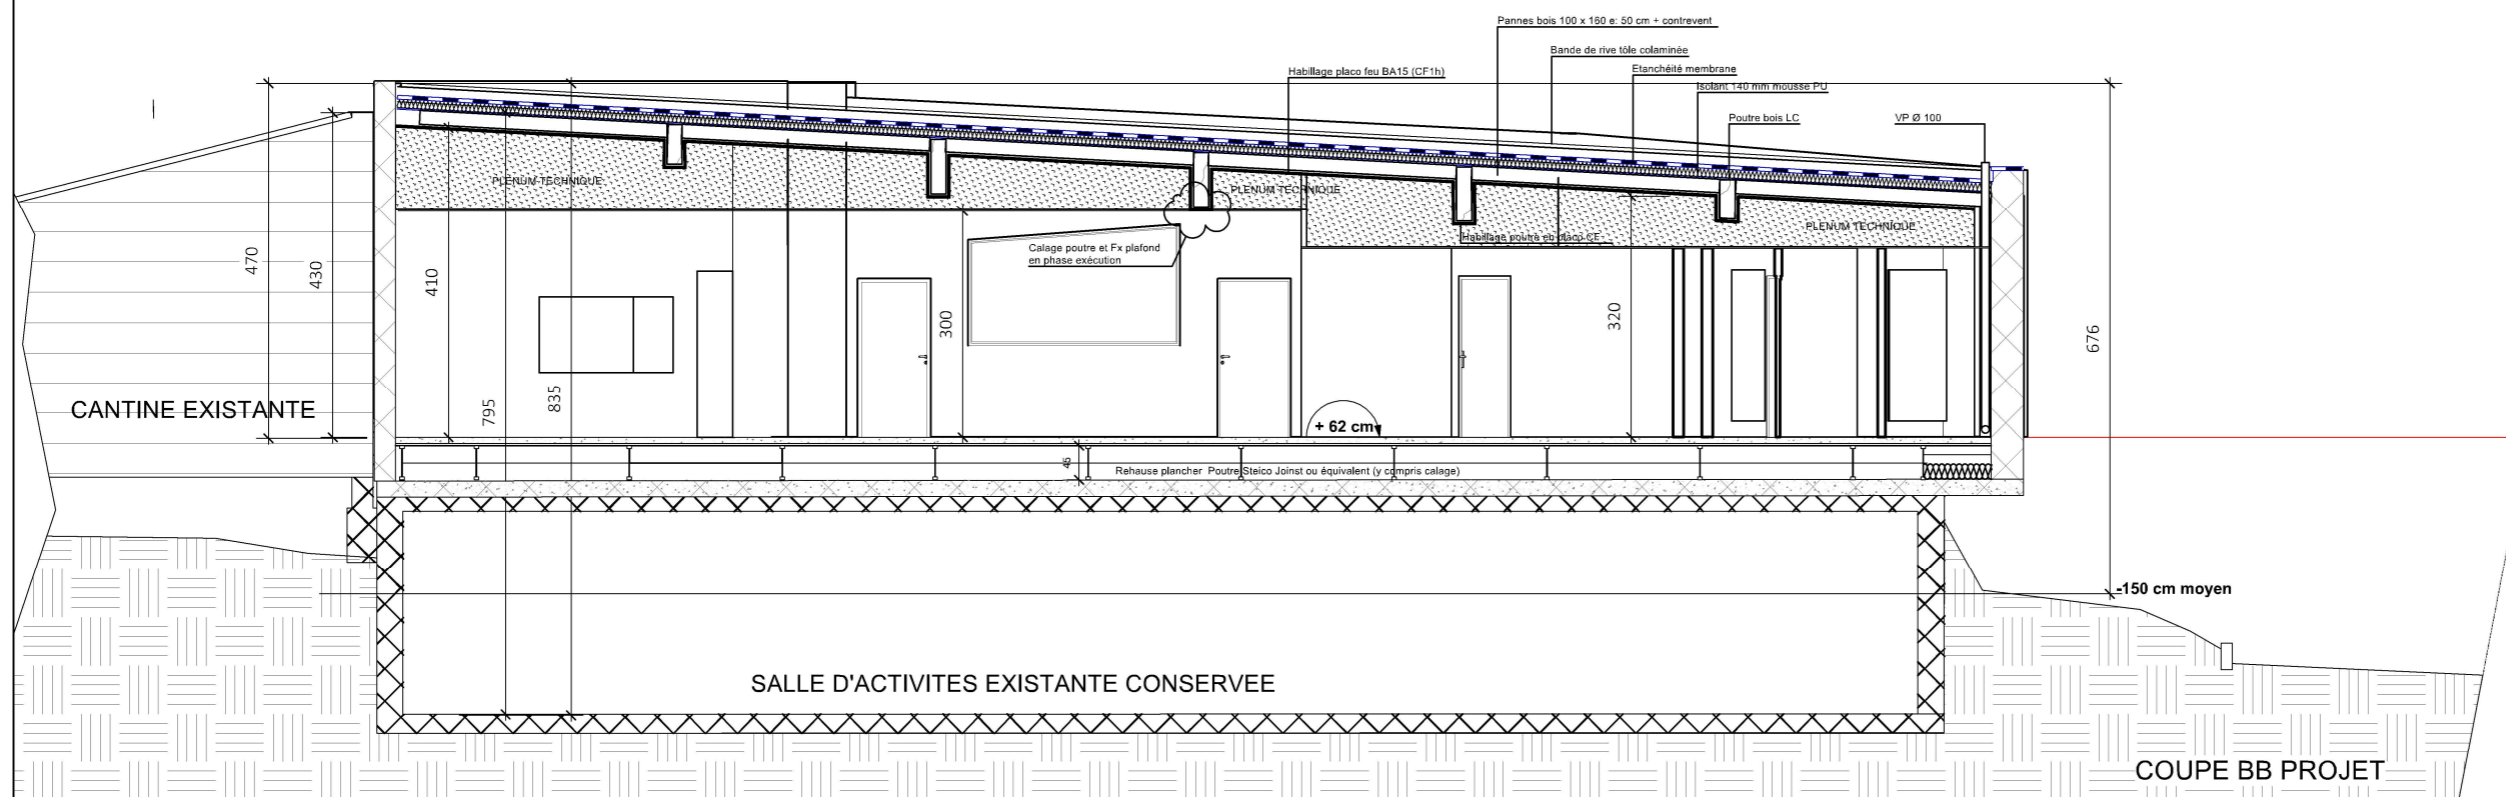 Pannes bois 100 x 160 e: 50 cm + contrevent
Bande de rive tôle colaminée
Habillage placo feu BA15 (CF1h)
Etanchéité membrane
Isolant 140 mm mousse PU
Poutre bois LC
VP Ø 100
PLENUM TECHNIQUE
PLENUM TECHNIQUE
PLENUM TECHNIQUE
Habillage poutre en placo CF
Calage poutre et Fx plafond
en phase exécution
470
430
410
300
320
676
795
835
CANTINE EXISTANTE
+ 62 cm
45
Rehause plancher Poutre Steico Joinst ou équivalent (y compris calage)
-150 cm moyen
SALLE D'ACTIVITES EXISTANTE CONSERVEE
COUPE BB PROJET